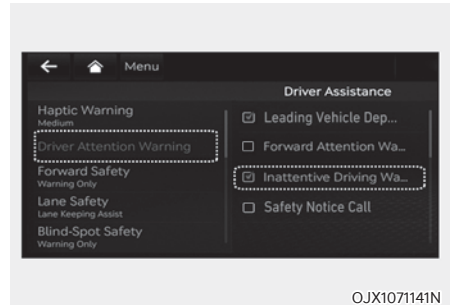 Menu
Driver Assistance
Haptic Warning
Medium
Driver Attention Warning
Forward Safety
Warning Only
Lane Safety
Lane Keeping Assist
Blind-Spot Safety
Warning Only
Leading Vehicle Dep...
Forward Attention Wa...
Inattentive Driving Wa...
Safety Notice Call
OJX1071141N